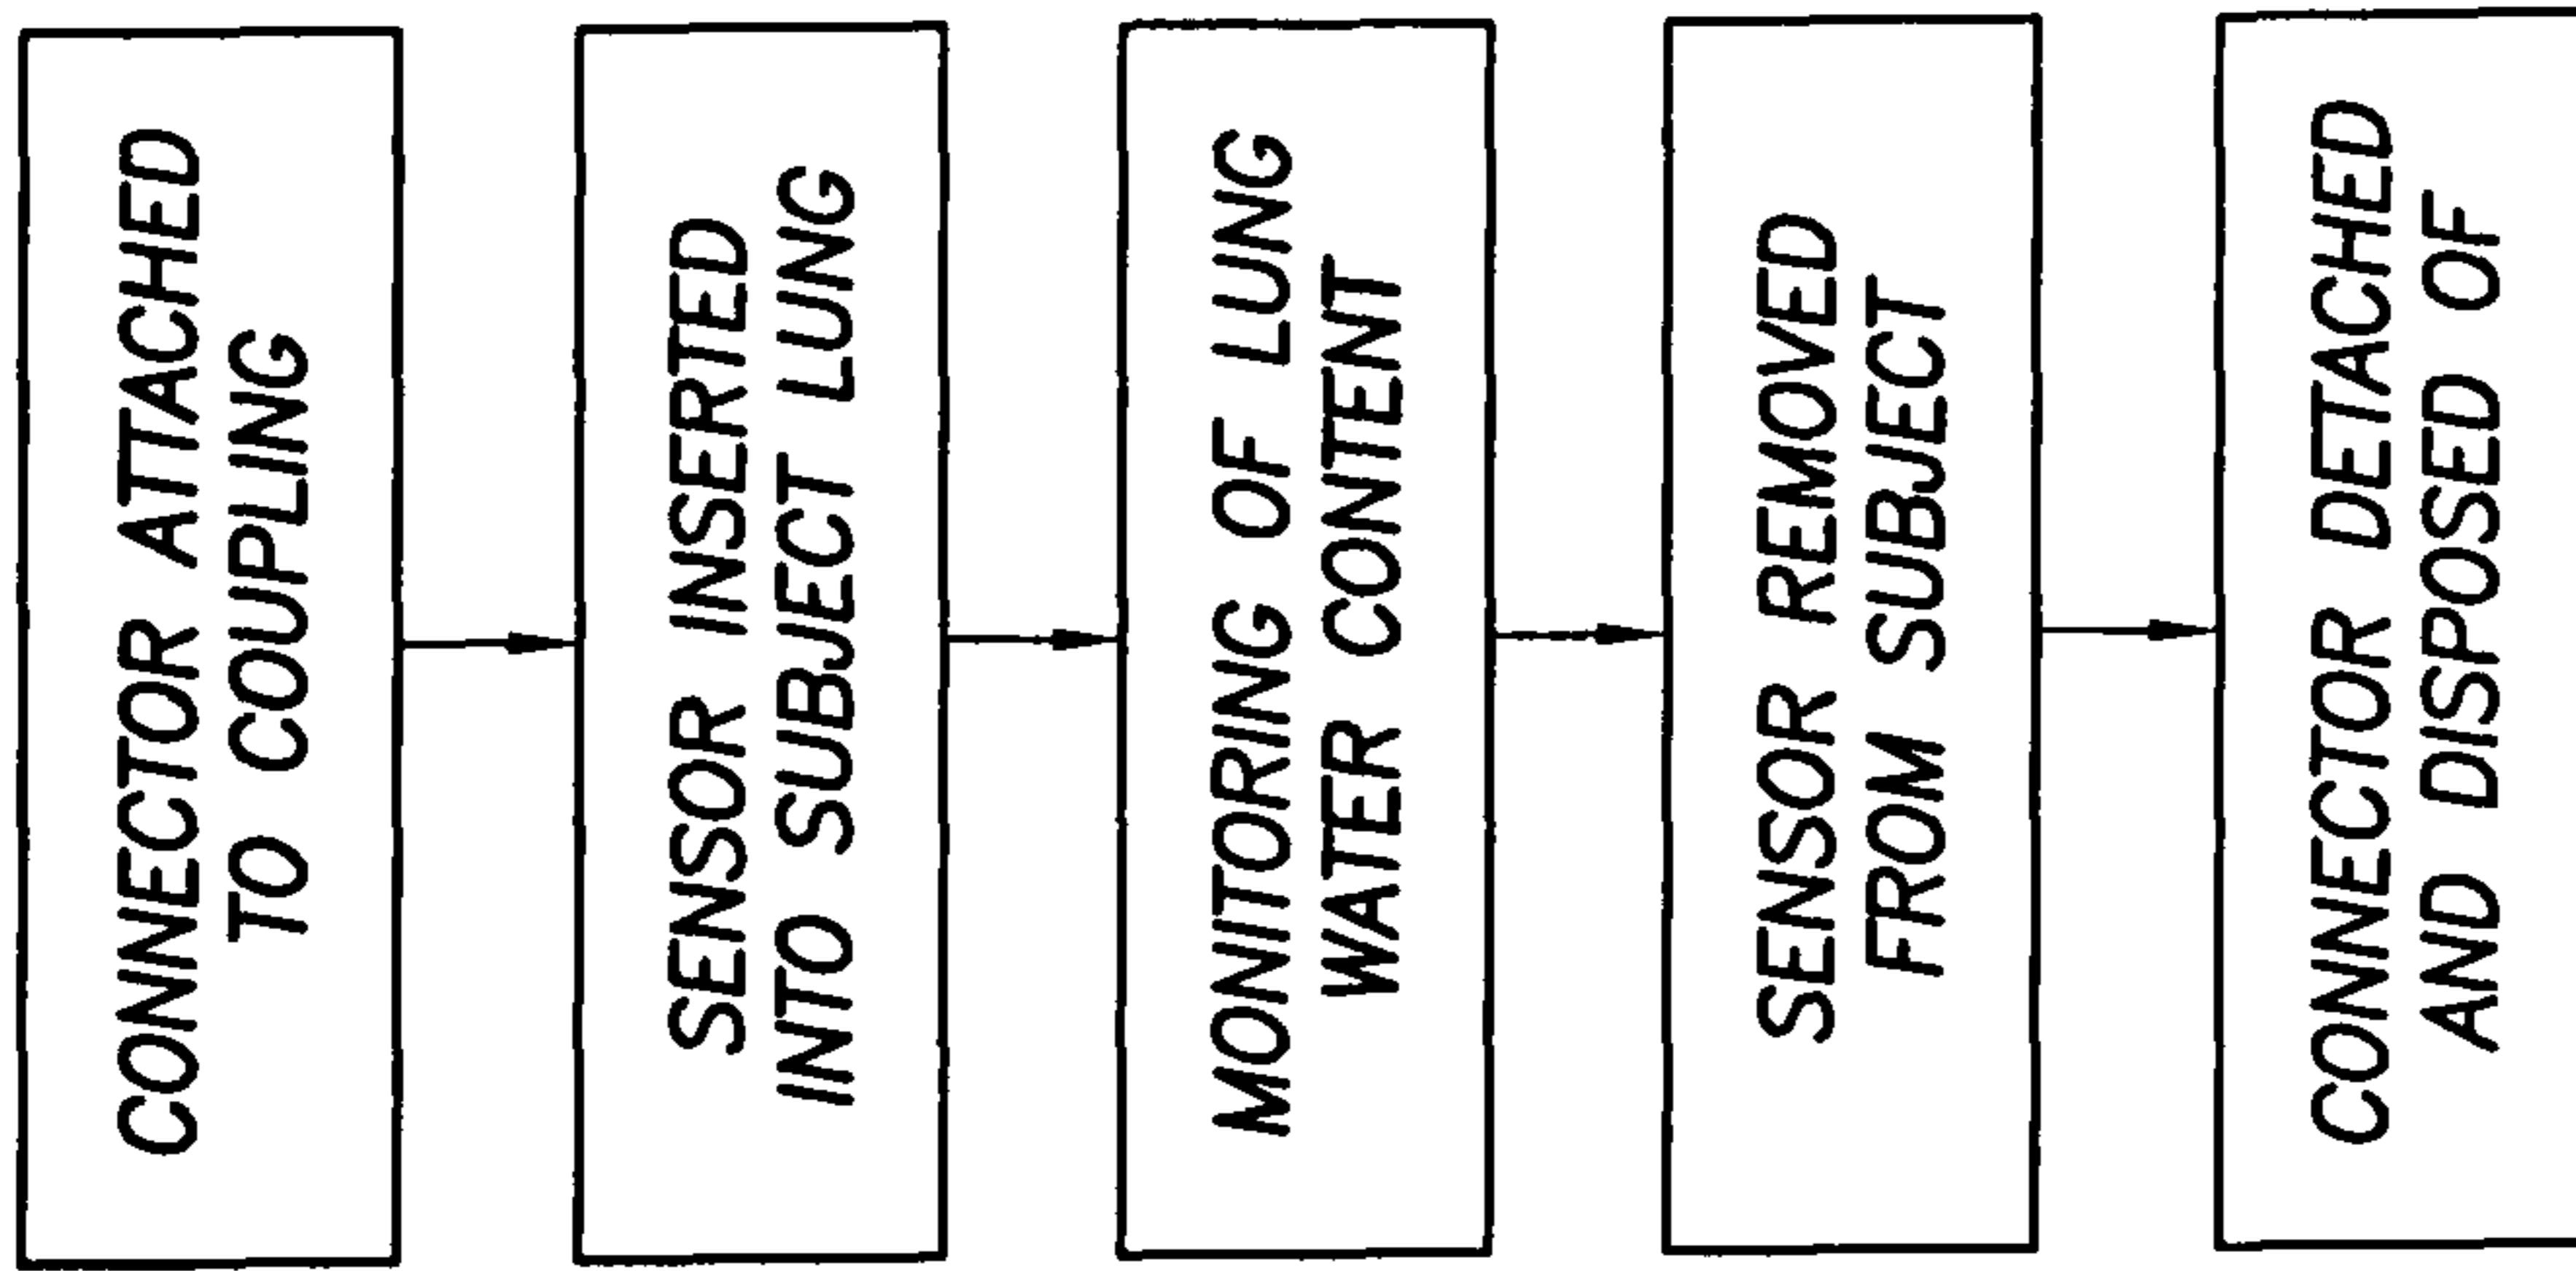 CONNECTOR ATTACHED
TO COUPLING
SENSOR INSERTED
INTO SUBJECT LUNG
MONITORING OF LUNG
WATER CONTENT
SENSOR REMOVED
FROM SUBJECT
CONNECTOR DETACHED
AND DISPOSED OF